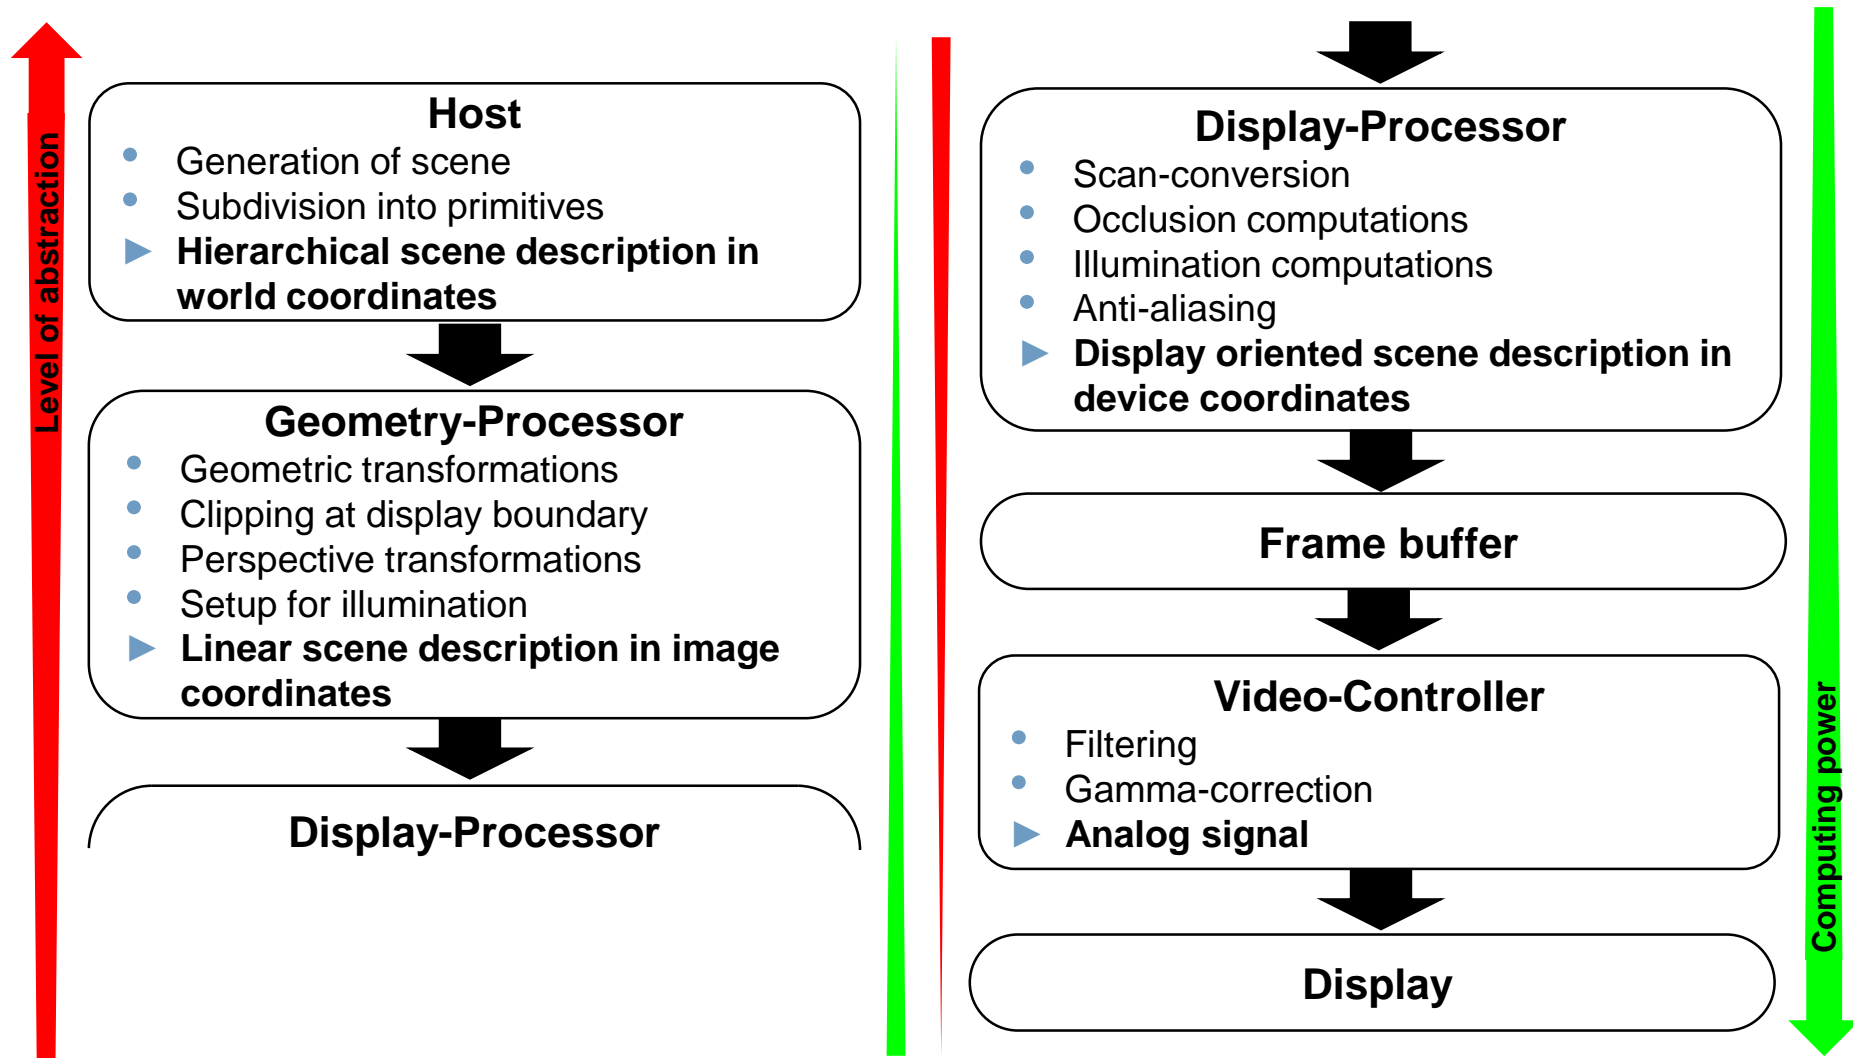 Level of abstraction
Host
Generation of scene
Subdivision into primitives
Hierarchical scene description in
world coordinates
Geometry-Processor
Geometric transformations
Clipping at display boundary
Perspective transformations
Setup for illumination
Linear scene description in image
coordinates
Display-Processor
Display-Processor
Scan-conversion
Occlusion computations
Illumination computations
Anti-aliasing
Display oriented scene description in
device coordinates
Frame buffer
Video-Controller
Filtering
Gamma-correction
Analog signal
Display
Computing power